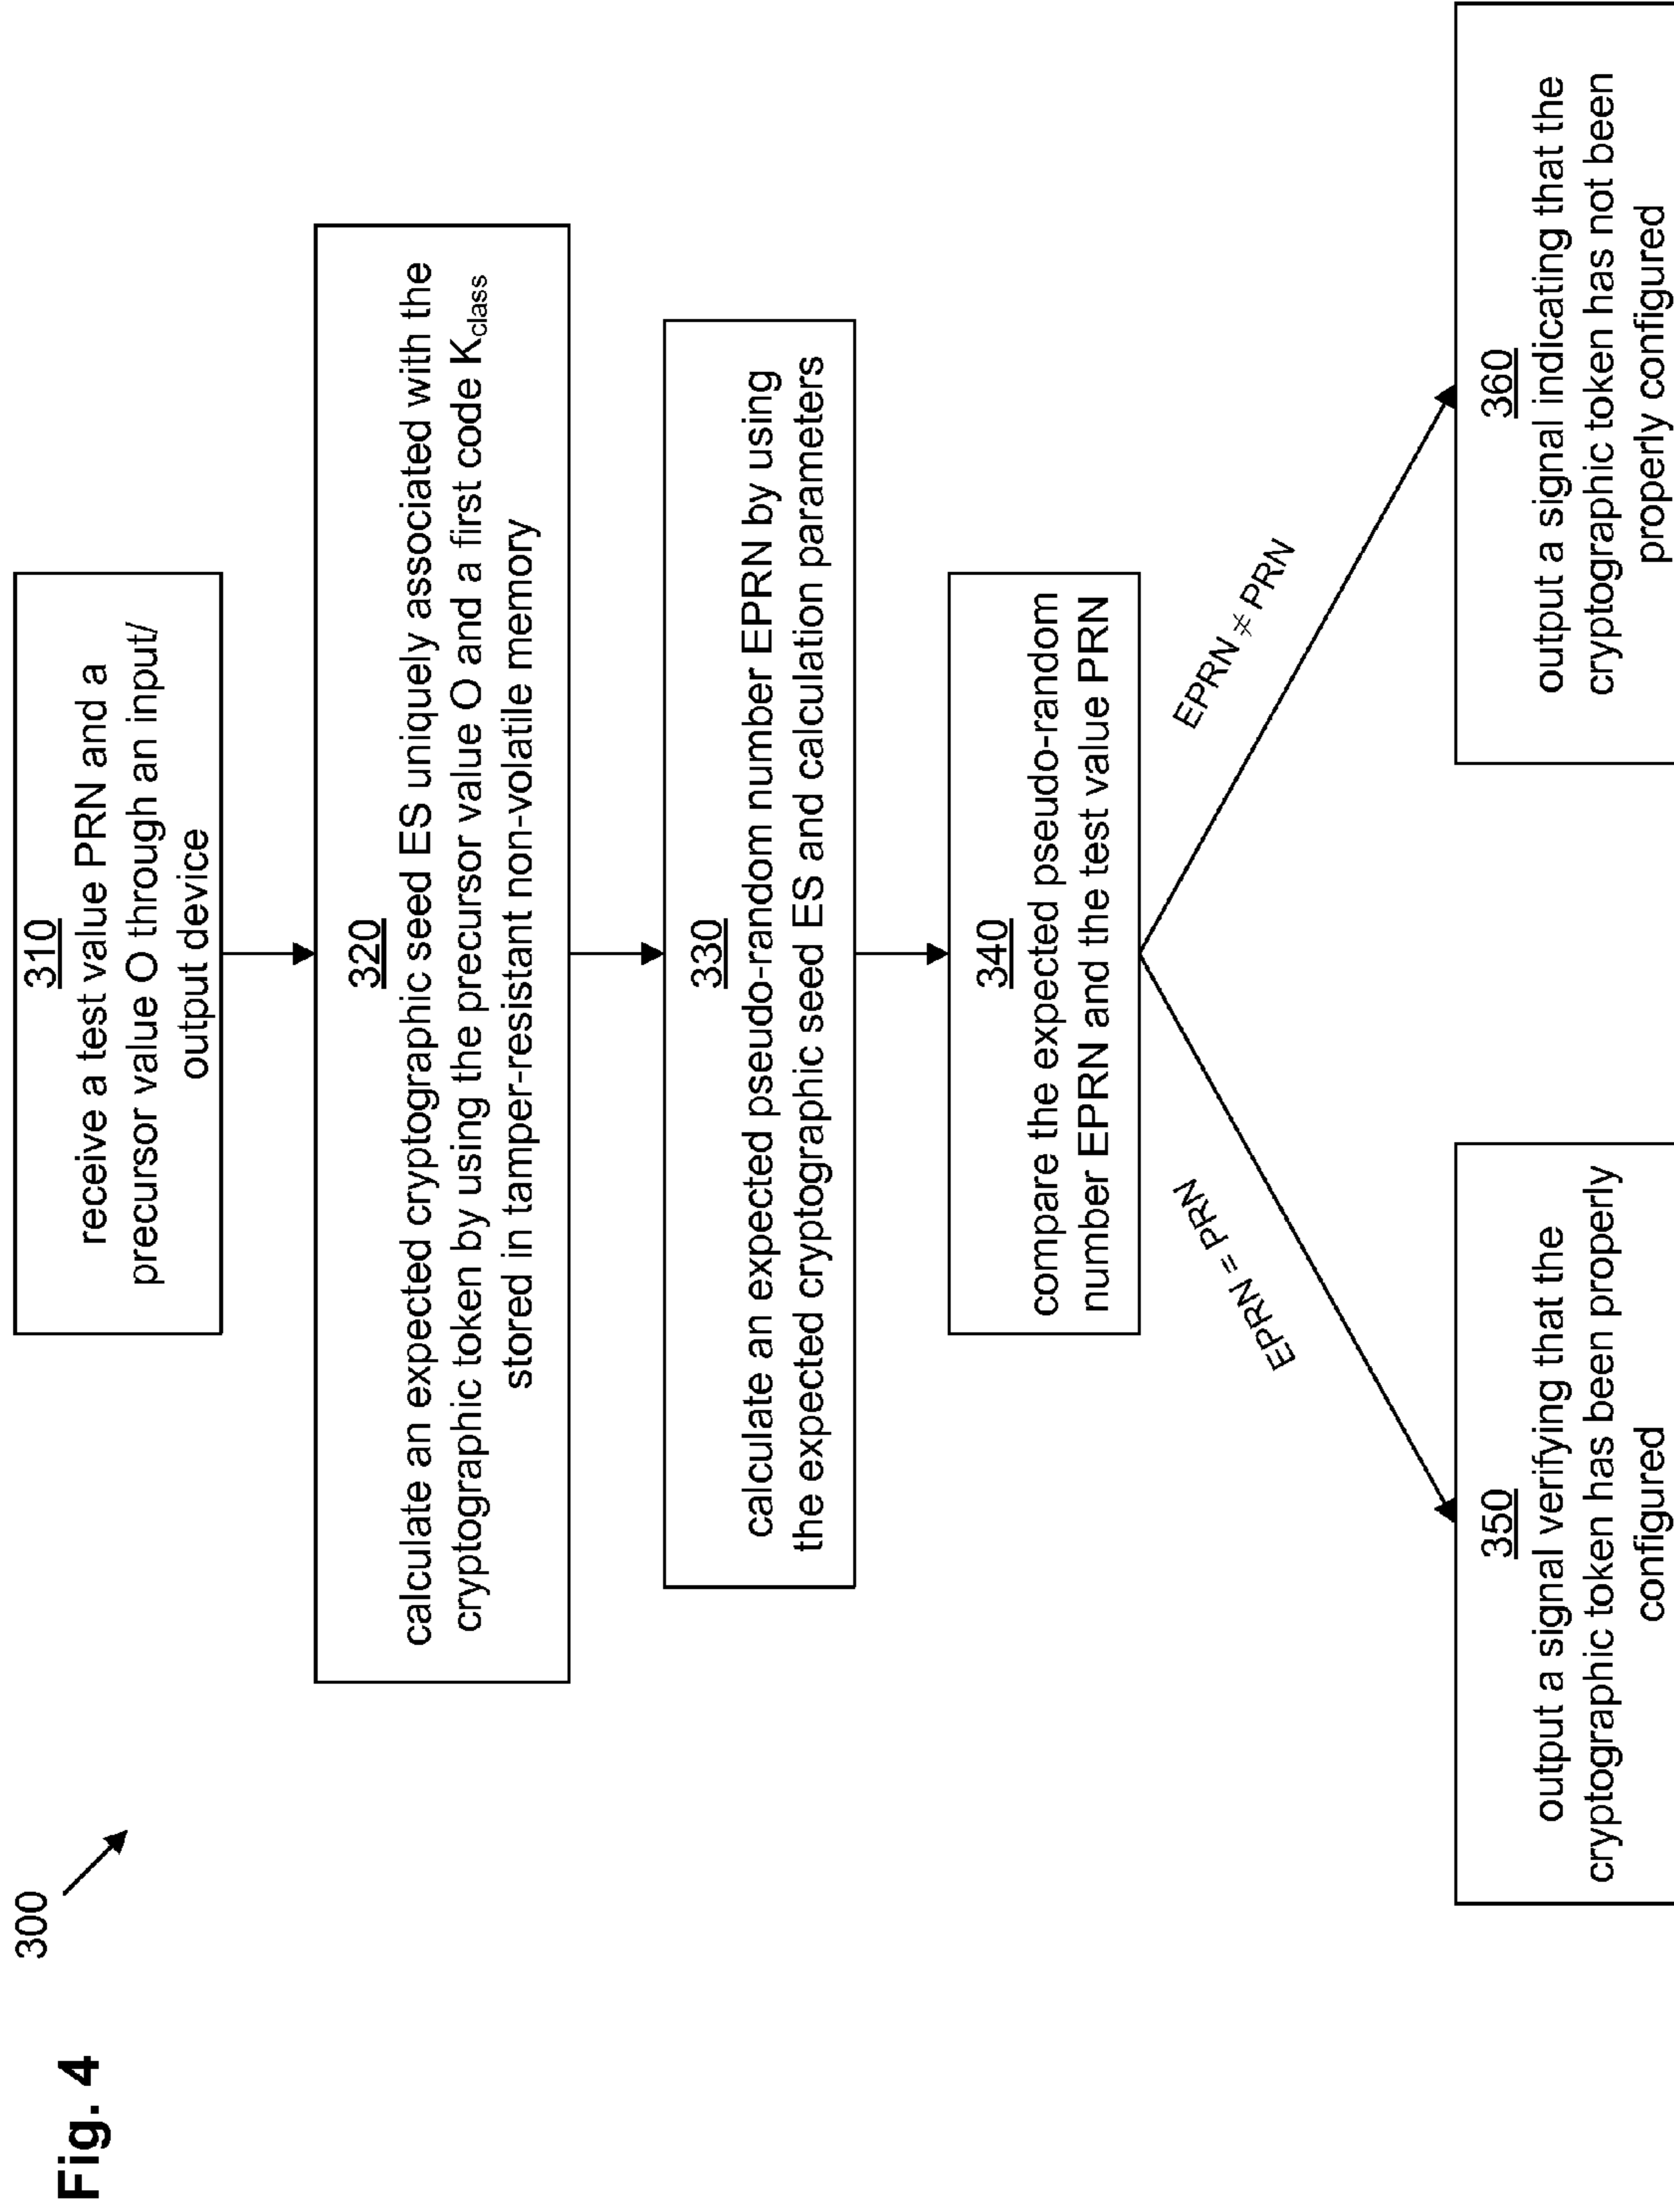 Fig. 4
300
310
receive a test value PRN and a
precursor value O through an input/
output device
320
calculate an expected cryptographic seed ES uniquely associated with the
cryptographic token by using the precursor value O and a first code Kclass
stored in tamper-resistant non-volatile memory
330
calculate an expected pseudo-random number EPRN by using
the expected cryptographic seed ES and calculation parameters
340
compare the expected pseudo-random
number EPRN and the test value PRN
EPRN = PRN
EPRN ≠ PRN
350
output a signal verifying that the
cryptographic token has been properly
configured
360
output a signal indicating that the
cryptographic token has not been
properly configured